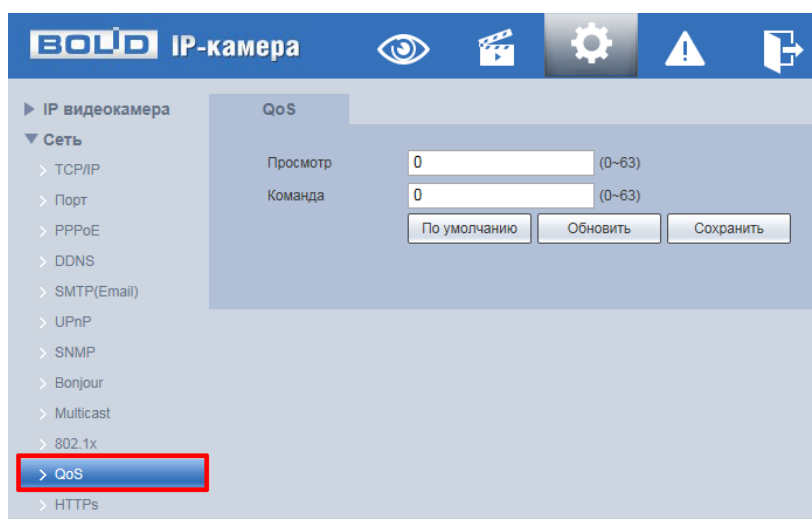 BOLID IP-камера
IP видеокамера
Сеть
TCP/IP
Порт
PPPoE
DDNS
SMTP(Email)
UPnP
SNMP
Bonjour
Multicast
802.1x
QoS
HTTPs
QoS
Просмотр 0 (0~63)
Команда 0 (0~63)
По умолчанию Обновить Сохранить